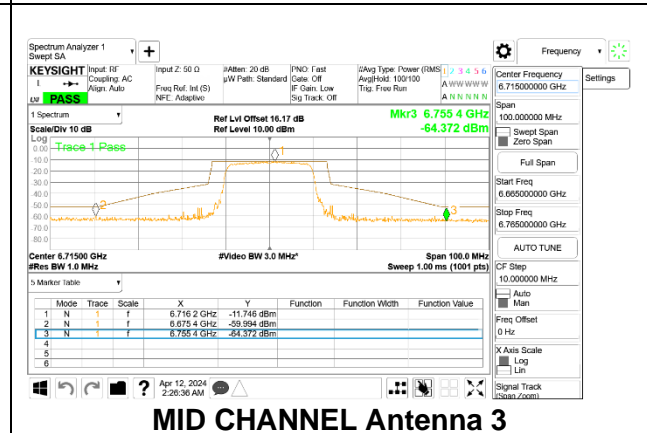 Spectrum Analyzer 1
Swept SA
+
Frequency
KEYSIGHT
Input: RF
Coupling: AC
Align: Auto
Input Z: 50 Ω
Freq Ref: Int (S)
NFE: Adaptive
#Atten: 20 dB
µW Path: Standard
PNO: Fast
Gate: Off
IF Gain: Low
Sig Track: Off
#Avg Type: Power (RMS
Avg|Hold: 100/100
Trig: Free Run
1 2 3 4 5 6
A W W W W W
A N N N N N
PASS
Center Frequency
6.715000000 GHz
Settings
Span
100.000000 MHz
Swept Span
Zero Span
Full Span
Start Freq
6.665000000 GHz
Stop Freq
6.765000000 GHz
AUTO TUNE
CF Step
10.000000 MHz
Auto
Man
Freq Offset
0 Hz
X Axis Scale
Log
Lin
Signal Track
(Span Zoom)
1 Spectrum
Scale/Div 10 dB
Ref Lvl Offset 16.17 dB
Ref Level 10.00 dBm
Mkr3 6.755 4 GHz
-64.372 dBm
Log
Trace 1 Pass
0.00
-10.0
-20.0
-30.0
-40.0
-50.0
-60.0
-70.0
-80.0
1
2
3
Center 6.71500 GHz
#Video BW 3.0 MHz*
Span 100.0 MHz
#Res BW 1.0 MHz
Sweep 1.00 ms (1001 pts)
5 Marker Table
Mode Trace Scale X Y Function Function Width Function Value
1 N 1 f 6.716 2 GHz -11.746 dBm
2 N 1 f 6.675 4 GHz -59.994 dBm
3 N 1 f 6.755 4 GHz -64.372 dBm
4
5
6
?
Apr 12, 2024
2:26:36 AM
MID CHANNEL Antenna 3